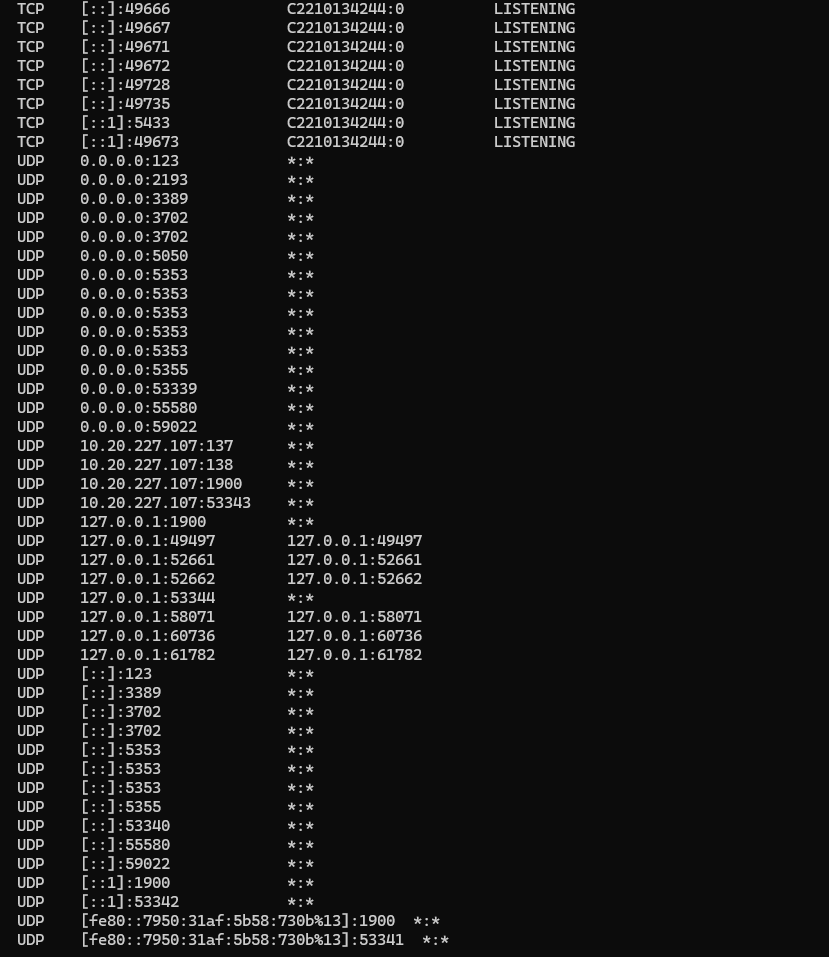 TCP    [::]:49666             C2210134244:0          LISTENING
TCP    [::]:49667             C2210134244:0          LISTENING
TCP    [::]:49671             C2210134244:0          LISTENING
TCP    [::]:49672             C2210134244:0          LISTENING
TCP    [::]:49728             C2210134244:0          LISTENING
TCP    [::]:49735             C2210134244:0          LISTENING
TCP    [::1]:5433             C2210134244:0          LISTENING
TCP    [::1]:49673            C2210134244:0          LISTENING
UDP    0.0.0.0:123            *:*
UDP    0.0.0.0:2193           *:*
UDP    0.0.0.0:3389           *:*
UDP    0.0.0.0:3702           *:*
UDP    0.0.0.0:3702           *:*
UDP    0.0.0.0:5050           *:*
UDP    0.0.0.0:5353           *:*
UDP    0.0.0.0:5353           *:*
UDP    0.0.0.0:5353           *:*
UDP    0.0.0.0:5353           *:*
UDP    0.0.0.0:5353           *:*
UDP    0.0.0.0:5355           *:*
UDP    0.0.0.0:53339          *:*
UDP    0.0.0.0:55580          *:*
UDP    0.0.0.0:59022          *:*
UDP    10.20.227.107:137      *:*
UDP    10.20.227.107:138      *:*
UDP    10.20.227.107:1900     *:*
UDP    10.20.227.107:53343    *:*
UDP    127.0.0.1:1900         *:*
UDP    127.0.0.1:49497        127.0.0.1:49497
UDP    127.0.0.1:52661        127.0.0.1:52661
UDP    127.0.0.1:52662        127.0.0.1:52662
UDP    127.0.0.1:53344        *:*
UDP    127.0.0.1:58071        127.0.0.1:58071
UDP    127.0.0.1:60736        127.0.0.1:60736
UDP    127.0.0.1:61782        127.0.0.1:61782
UDP    [::]:123               *:*
UDP    [::]:3389              *:*
UDP    [::]:3702              *:*
UDP    [::]:3702              *:*
UDP    [::]:5353              *:*
UDP    [::]:5353              *:*
UDP    [::]:5353              *:*
UDP    [::]:5355              *:*
UDP    [::]:53340             *:*
UDP    [::]:55580             *:*
UDP    [::]:59022             *:*
UDP    [::1]:1900             *:*
UDP    [::1]:53342            *:*
UDP    [fe80::7950:31af:5b58:730b%13]:1900  *:*
UDP    [fe80::7950:31af:5b58:730b%13]:53341  *:*